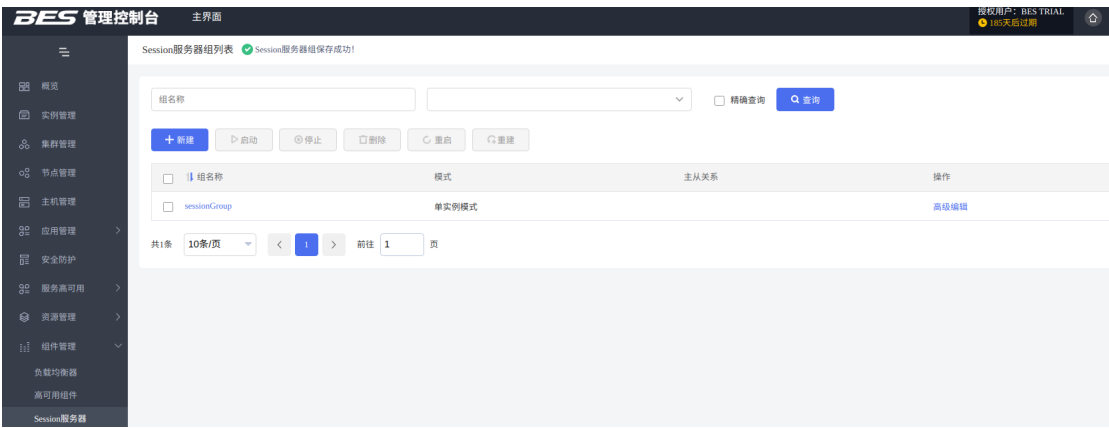 BES 管理控制台 主界面 授权用户：BES TRIAL
185天后过期
Session服务器组列表 Session服务器组保存成功!
概览
实例管理
集群管理
节点管理
主机管理
应用管理
安全防护
服务高可用
资源管理
组件管理
负载均衡器
高可用组件
Session服务器
组名称 精确查询 查询
新建 启动 停止 删除 重启 重建
组名称 模式 主从关系 操作
sessionGroup 单实例模式 高级编辑
共1条 10条/页 1 前往 1 页